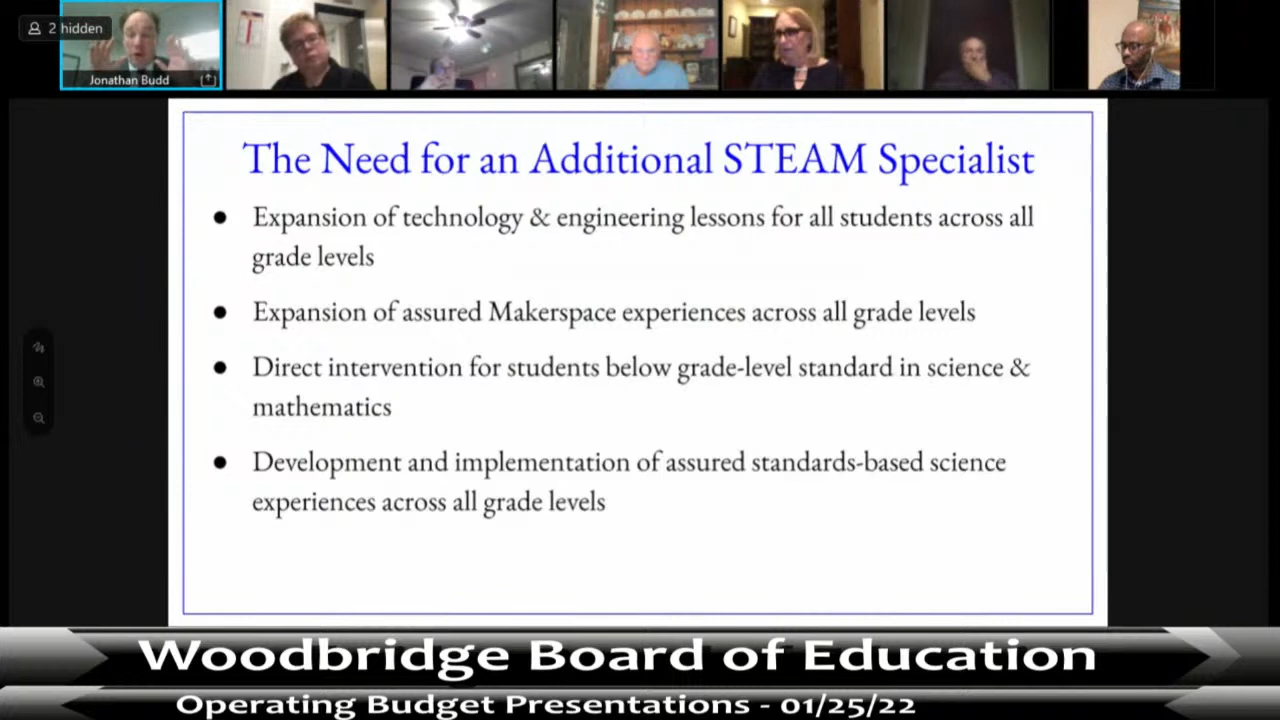 2 hidden
Jonathan Budd
The Need for an Additional STEAM Specialist
● Expansion of technology & engineering lessons for all students across all
grade levels
● Expansion of assured Makerspace experiences across all grade levels
● Direct intervention for students below grade-level standard in science &
mathematics
● Development and implementation of assured standards-based science
experiences across all grade levels
Woodbridge Board of Education
Operating Budget Presentations - 01/25/22